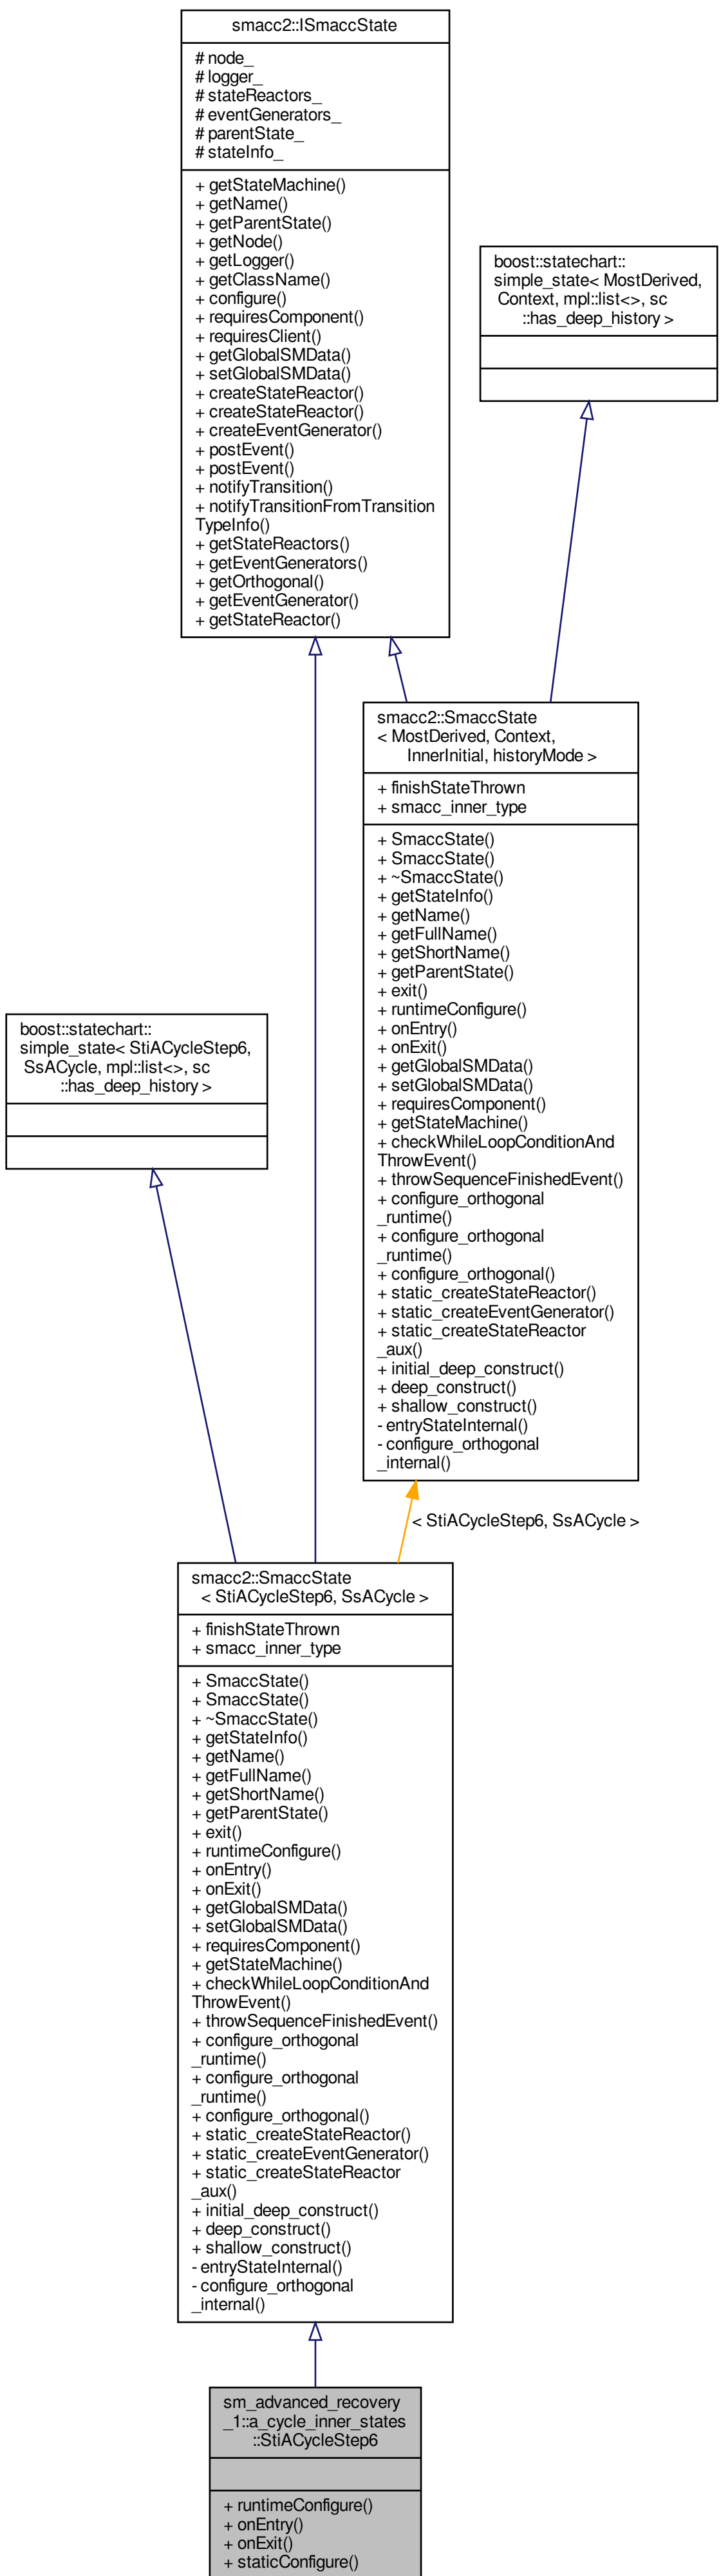 smacc2::ISmaccState
# node_
# logger_
# stateReactors_
# eventGenerators_
# parentState_
# stateInfo_
+ getStateMachine()
+ getName()
+ getParentState()
+ getNode()
+ getLogger()
+ getClassName()
+ configure()
+ requiresComponent()
+ requiresClient()
+ getGlobalSMData()
+ setGlobalSMData()
+ createStateReactor()
+ createStateReactor()
+ createEventGenerator()
+ postEvent()
+ postEvent()
+ notifyTransition()
+ notifyTransitionFromTransition
TypeInfo()
+ getStateReactors()
+ getEventGenerators()
+ getOrthogonal()
+ getEventGenerator()
+ getStateReactor()
boost::statechart::
simple_state< MostDerived,
Context, mpl::list<>, sc
::has_deep_history >
smacc2::SmaccState
< MostDerived, Context,
InnerInitial, historyMode >
+ finishStateThrown
+ smacc_inner_type
+ SmaccState()
+ SmaccState()
+ ~SmaccState()
+ getStateInfo()
+ getName()
+ getFullName()
+ getShortName()
+ getParentState()
+ exit()
+ runtimeConfigure()
+ onEntry()
+ onExit()
+ getGlobalSMData()
+ setGlobalSMData()
+ requiresComponent()
+ getStateMachine()
+ checkWhileLoopConditionAnd
ThrowEvent()
+ throwSequenceFinishedEvent()
+ configure_orthogonal
_runtime()
+ configure_orthogonal
_runtime()
+ configure_orthogonal()
+ static_createStateReactor()
+ static_createEventGenerator()
+ static_createStateReactor
_aux()
+ initial_deep_construct()
+ deep_construct()
+ shallow_construct()
- entryStateInternal()
- configure_orthogonal
_internal()
boost::statechart::
simple_state< StiACycleStep6,
SsACycle, mpl::list<>, sc
::has_deep_history >
< StiACycleStep6, SsACycle >
smacc2::SmaccState
< StiACycleStep6, SsACycle >
+ finishStateThrown
+ smacc_inner_type
+ SmaccState()
+ SmaccState()
+ ~SmaccState()
+ getStateInfo()
+ getName()
+ getFullName()
+ getShortName()
+ getParentState()
+ exit()
+ runtimeConfigure()
+ onEntry()
+ onExit()
+ getGlobalSMData()
+ setGlobalSMData()
+ requiresComponent()
+ getStateMachine()
+ checkWhileLoopConditionAnd
ThrowEvent()
+ throwSequenceFinishedEvent()
+ configure_orthogonal
_runtime()
+ configure_orthogonal
_runtime()
+ configure_orthogonal()
+ static_createStateReactor()
+ static_createEventGenerator()
+ static_createStateReactor
_aux()
+ initial_deep_construct()
+ deep_construct()
+ shallow_construct()
- entryStateInternal()
- configure_orthogonal
_internal()
sm_advanced_recovery
_1::a_cycle_inner_states
::StiACycleStep6
+ runtimeConfigure()
+ onEntry()
+ onExit()
+ staticConfigure()